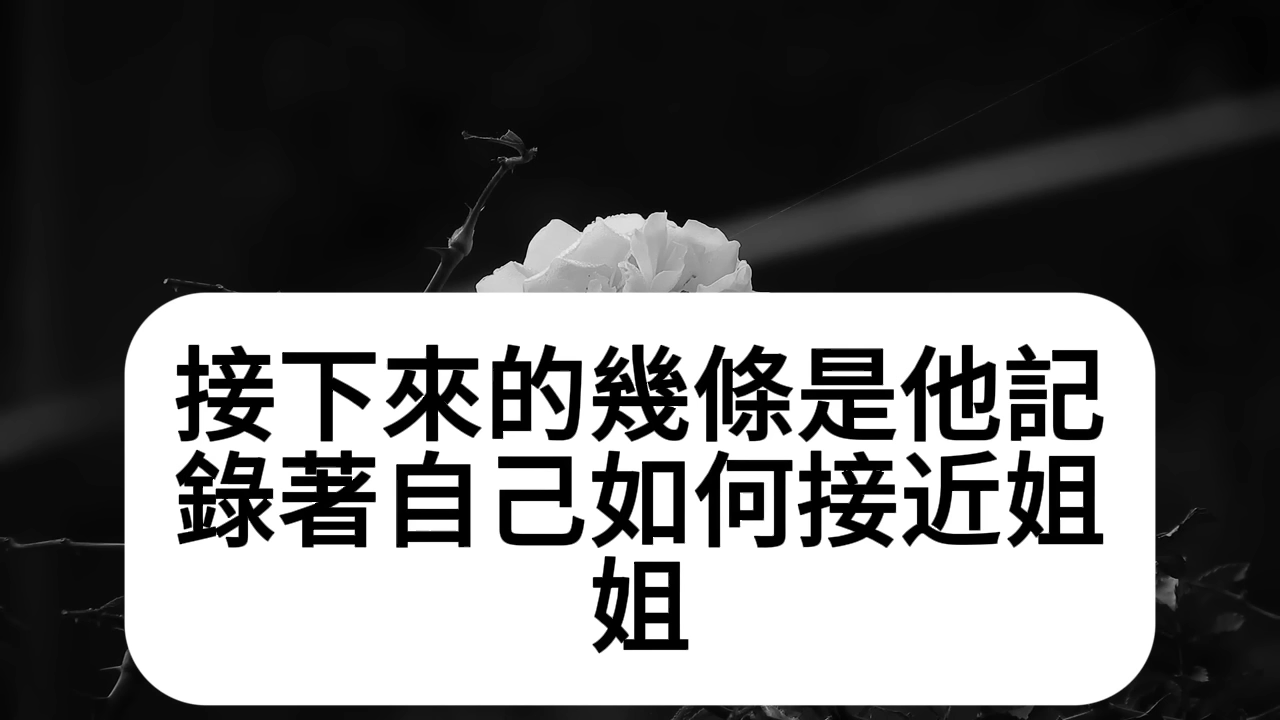 接下來的幾條是他記
錄著自己如何接近姐
姐